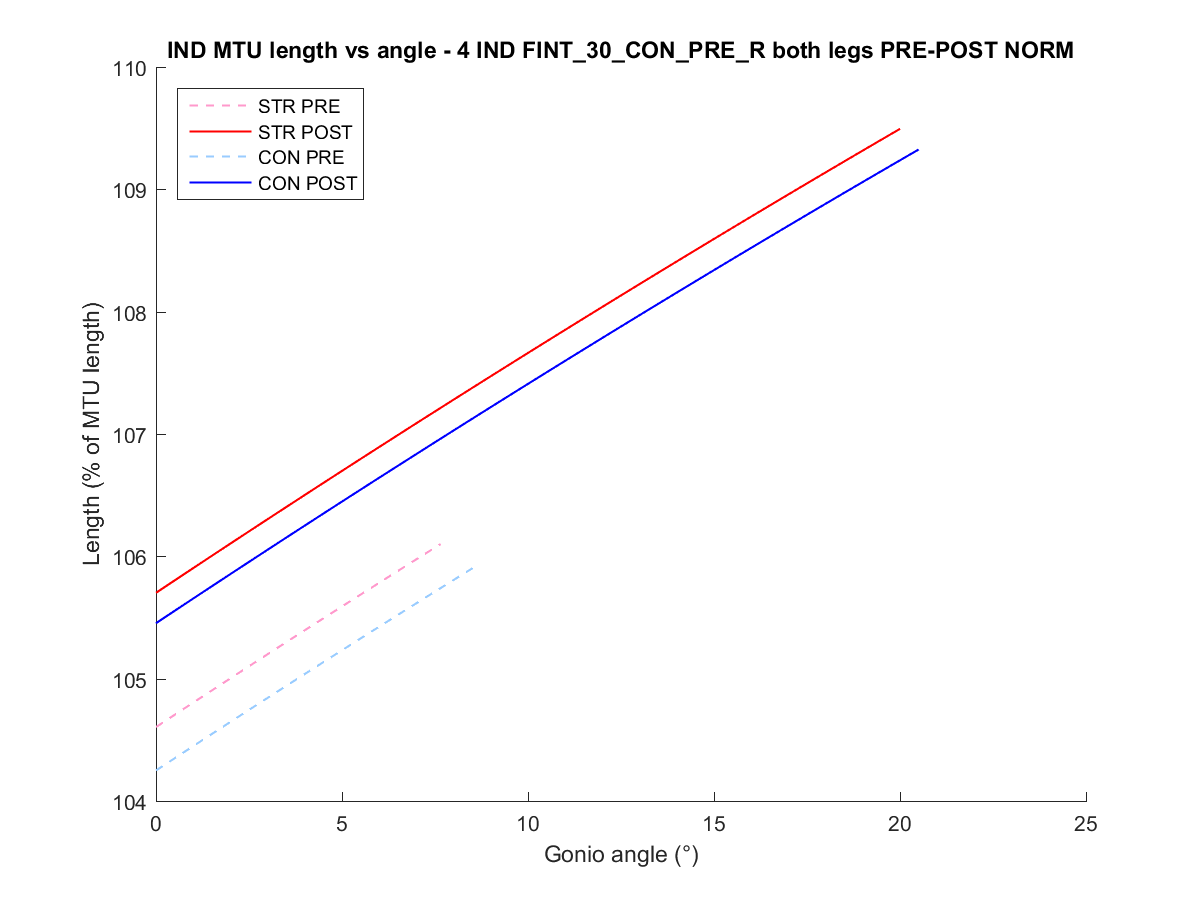 IND MTU length vs angle - 4 IND FINT_30_CON_PRE_R both legs PRE-POST NORM
110
109
108
107
106
105
104
Length (% of MTU length)
STR PRE
STR POST
CON PRE
CON POST
0
5
10
15
20
25
Gonio angle (°)